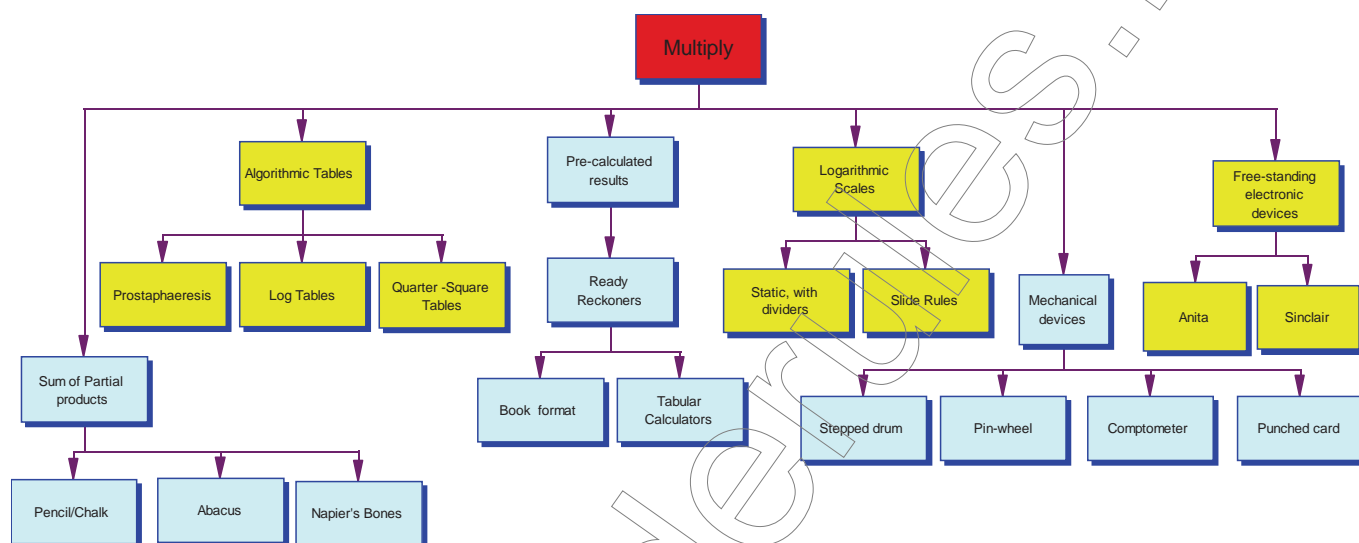 Multiply
Algorithmic Tables
Pre-calculated
results
Logarithmic
Scales
Free-standing
electronic
devices
Prostaphaeresis
Log Tables
Quarter -Square
Tables
Ready
Reckoners
Static, with
dividers
Slide Rules
Mechanical
devices
Anita
Sinclair
Sum of Partial
products
Book format
Tabular
Calculators
Stepped drum
Pin-wheel
Comptometer
Punched card
Pencil/Chalk
Abacus
Napier's Bones